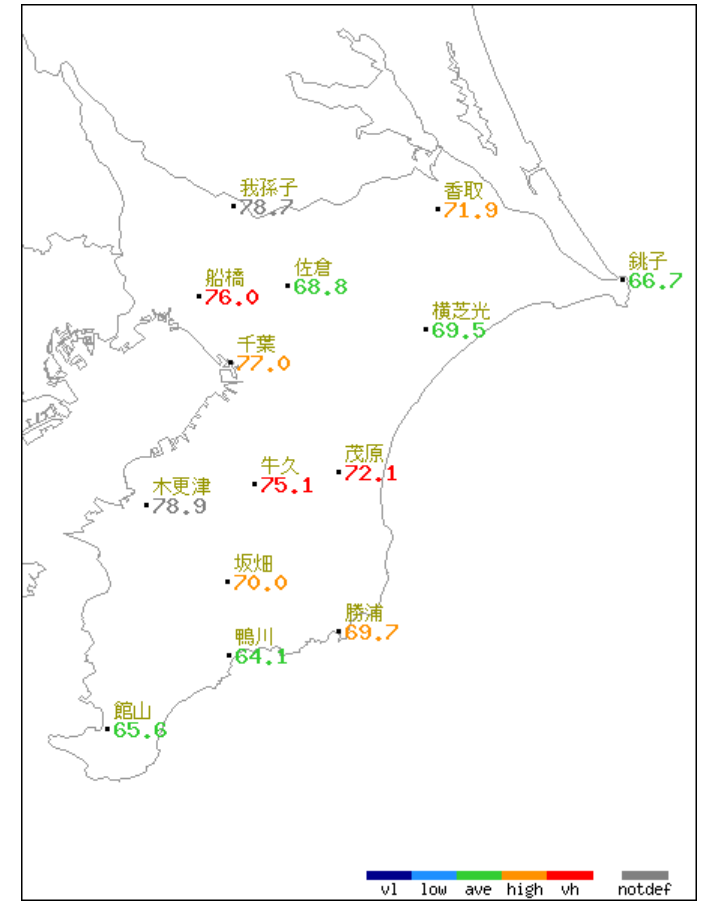 我孫子
78.7
香取
71.9
銚子
66.7
佐倉
68.8
船橋
76.0
横芝光
69.5
千葉
77.0
茂原
72.1
牛久
75.1
木更津
78.9
坂畑
70.0
勝浦
69.7
鴨川
64.1
館山
65.6
vl low ave high vh notdef